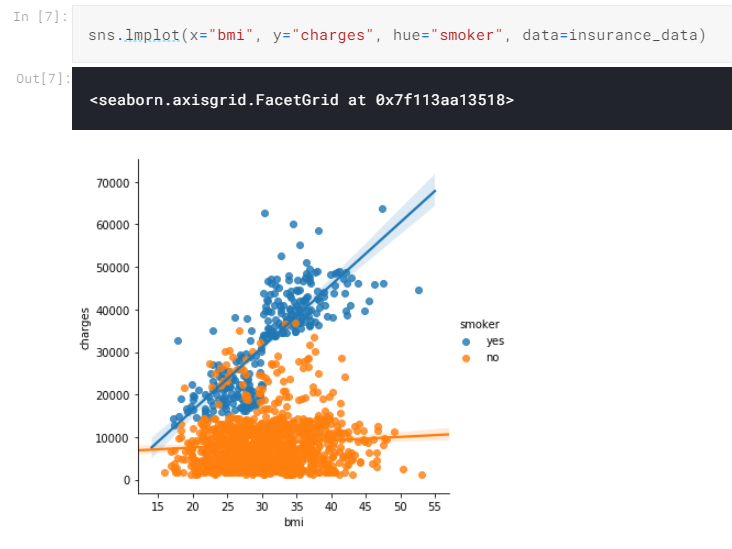 In [7]:
sns.lmplot(x="bmi", y="charges", hue="smoker", data=insurance_data)
Out[7]:
<seaborn.axisgrid.FacetGrid at 0x7f113aa13518>
70000
60000
50000
40000
30000
20000
10000
0
charges
15 20 25 30 35 40 45 50 55
bmi
smoker
yes
no